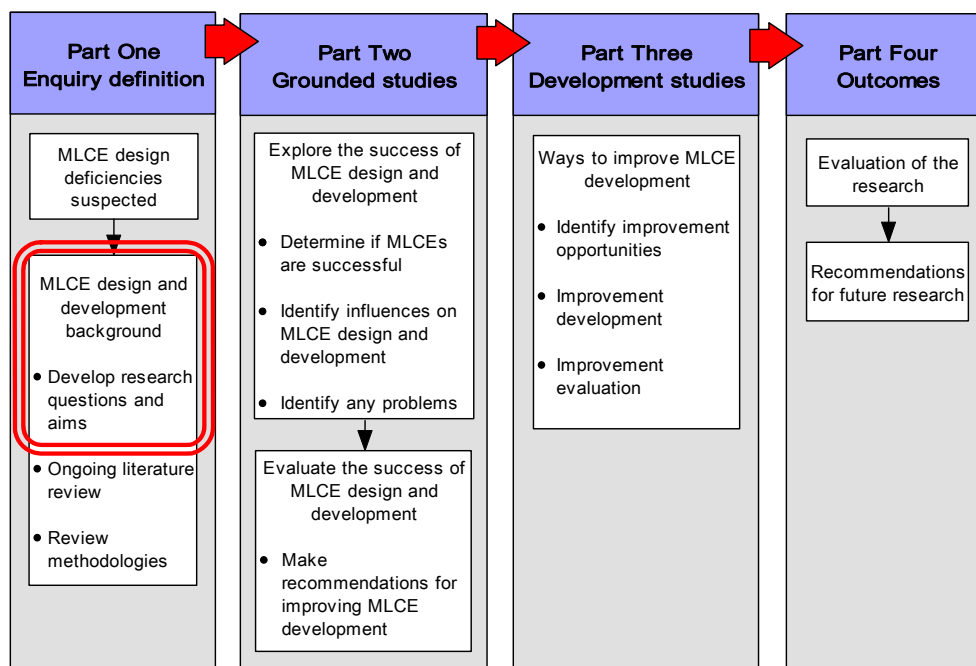 Part One
Enquiry definition
MLCE design
deficiencies
suspected
MLCE design and
development
background
• Develop research
questions and
aims
• Ongoing literature
review
• Review
methodologies
Part Two
Grounded studies
Explore the success of
MLCE design and
development
• Determine if MLCEs
are successful
• Identify influences on
MLCE design and
development
• Identify any problems
Evaluate the success of
MLCE design and
development
• Make
recommendations for
improving MLCE
development
Part Three
Development studies
Ways to improve MLCE
development
• Identify improvement
opportunities
• Improvement
development
• Improvement
evaluation
Part Four
Outcomes
Evaluation of the
research
Recommendations
for future research